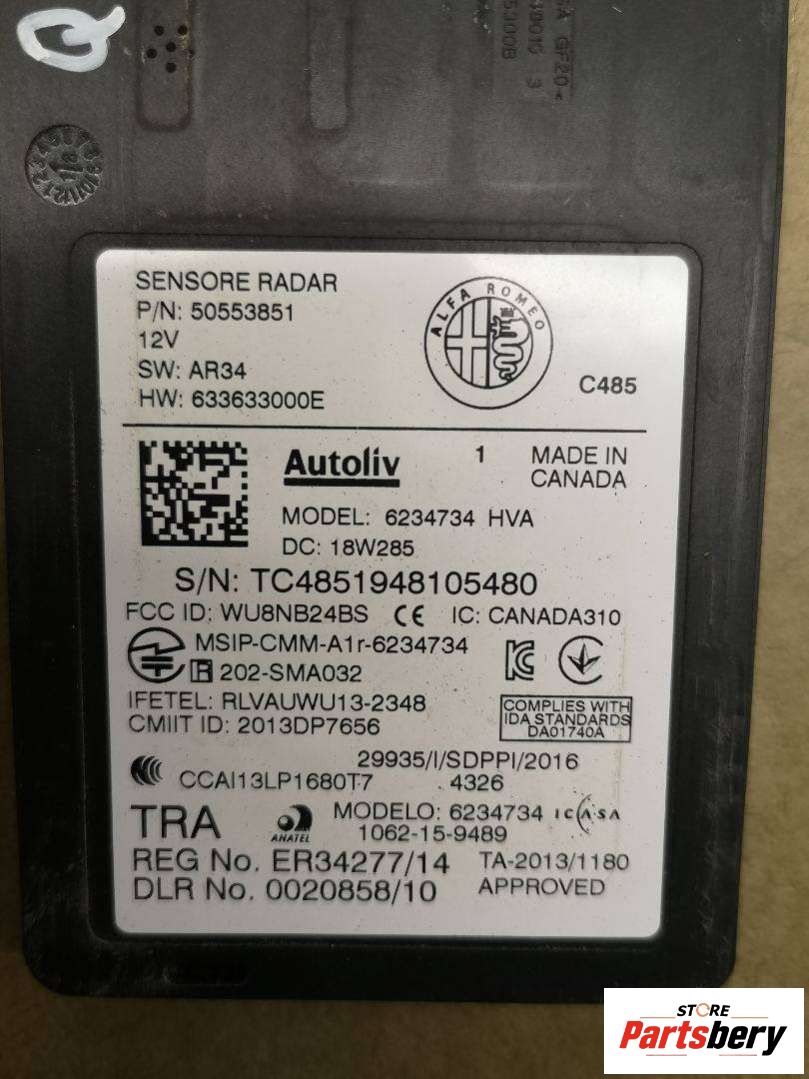 Q
SENSORE RADAR
P/N: 50553851
12V
SW: AR34
HW: 633633000E
ALFA ROMEO
C485
Autoliv
1
MADE IN
CANADA
MODEL: 6234734 HVA
DC: 18W285
S/N: TC4851948105480
FCC ID: WU8NB24BS CE IC: CANADA310
MSIP-CMM-A1r-6234734
R 202-SMA032
IFETEL: RLVAUWU13-2348
CMIIT ID: 2013DP7656
COMPLIES WITH
IDA STANDARDS
DA01740A
29935/I/SDPPI/2016
CCAI13LP1680T7 4326
TRA
ANATEL
MODELO: 6234734
1062-15-9489
ICASA
REG No. ER34277/14
DLR No. 0020858/10
TA-2013/1180
APPROVED
STORE
Partsbery